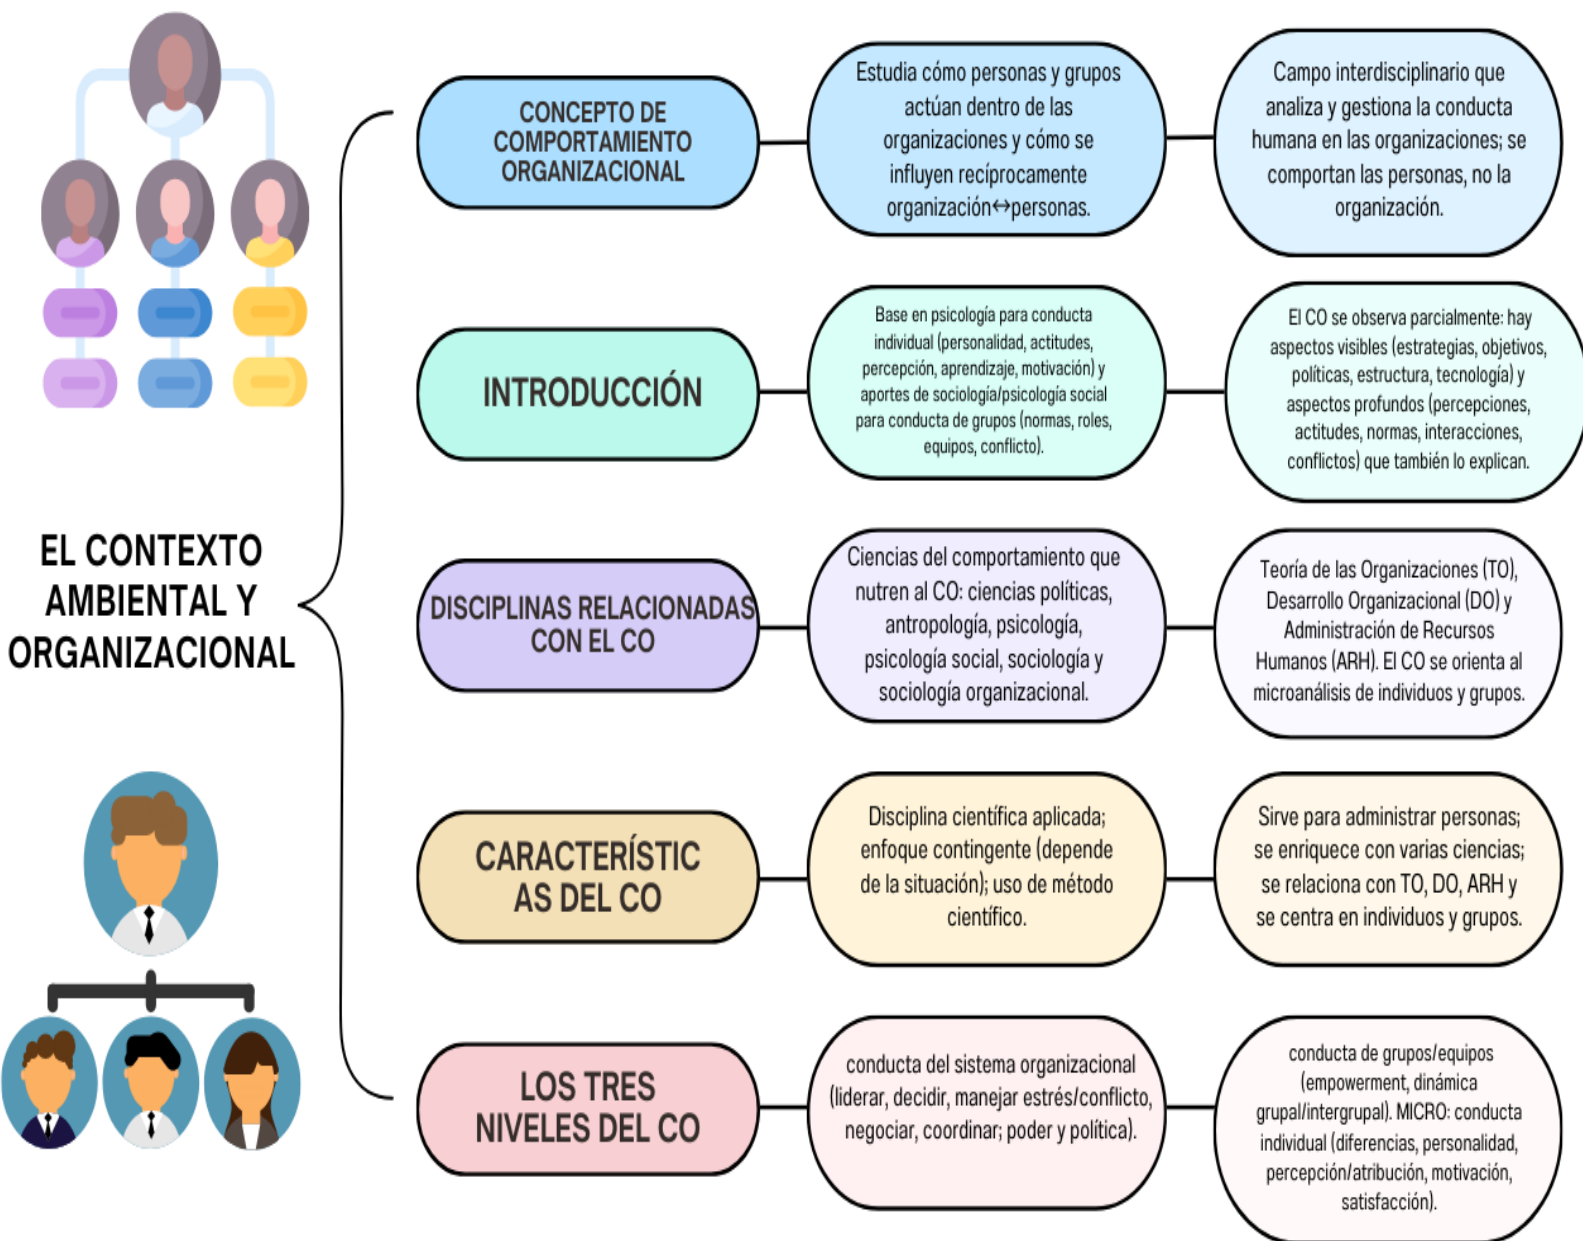 EL CONTEXTO
AMBIENTAL Y
ORGANIZACIONAL
CONCEPTO DE
COMPORTAMIENTO
ORGANIZACIONAL
Estudia cómo personas y grupos
actúan dentro de las
organizaciones y cómo se
influyen recíprocamente
organización↔personas.
Campo interdisciplinario que
analiza y gestiona la conducta
humana en las organizaciones; se
comportan las personas, no la
organización.
INTRODUCCIÓN
Base en psicología para conducta
individual (personalidad, actitudes,
percepción, aprendizaje, motivación) y
aportes de sociología/psicología social
para conducta de grupos (normas, roles,
equipos, conflicto).
El CO se observa parcialmente: hay
aspectos visibles (estrategias, objetivos,
políticas, estructura, tecnología) y
aspectos profundos (percepciones,
actitudes, normas, interacciones,
conflictos) que también lo explican.
DISCIPLINAS RELACIONADAS
CON EL CO
Ciencias del comportamiento que
nutren al CO: ciencias políticas,
antropología, psicología,
psicología social, sociología y
sociología organizacional.
Teoría de las Organizaciones (TO),
Desarrollo Organizacional (DO) y
Administración de Recursos
Humanos (ARH). El CO se orienta al
microanálisis de individuos y grupos.
CARACTERÍSTIC
AS DEL CO
Disciplina científica aplicada;
enfoque contingente (depende
de la situación); uso de método
científico.
Sirve para administrar personas;
se enriquece con varias ciencias;
se relaciona con TO, DO, ARH y
se centra en individuos y grupos.
LOS TRES
NIVELES DEL CO
conducta del sistema organizacional
(liderar, decidir, manejar estrés/conflicto,
negociar, coordinar; poder y política).
conducta de grupos/equipos
(empowerment, dinámica
grupal/intergrupal). MICRO: conducta
individual (diferencias, personalidad,
percepción/atribución, motivación,
satisfacción).